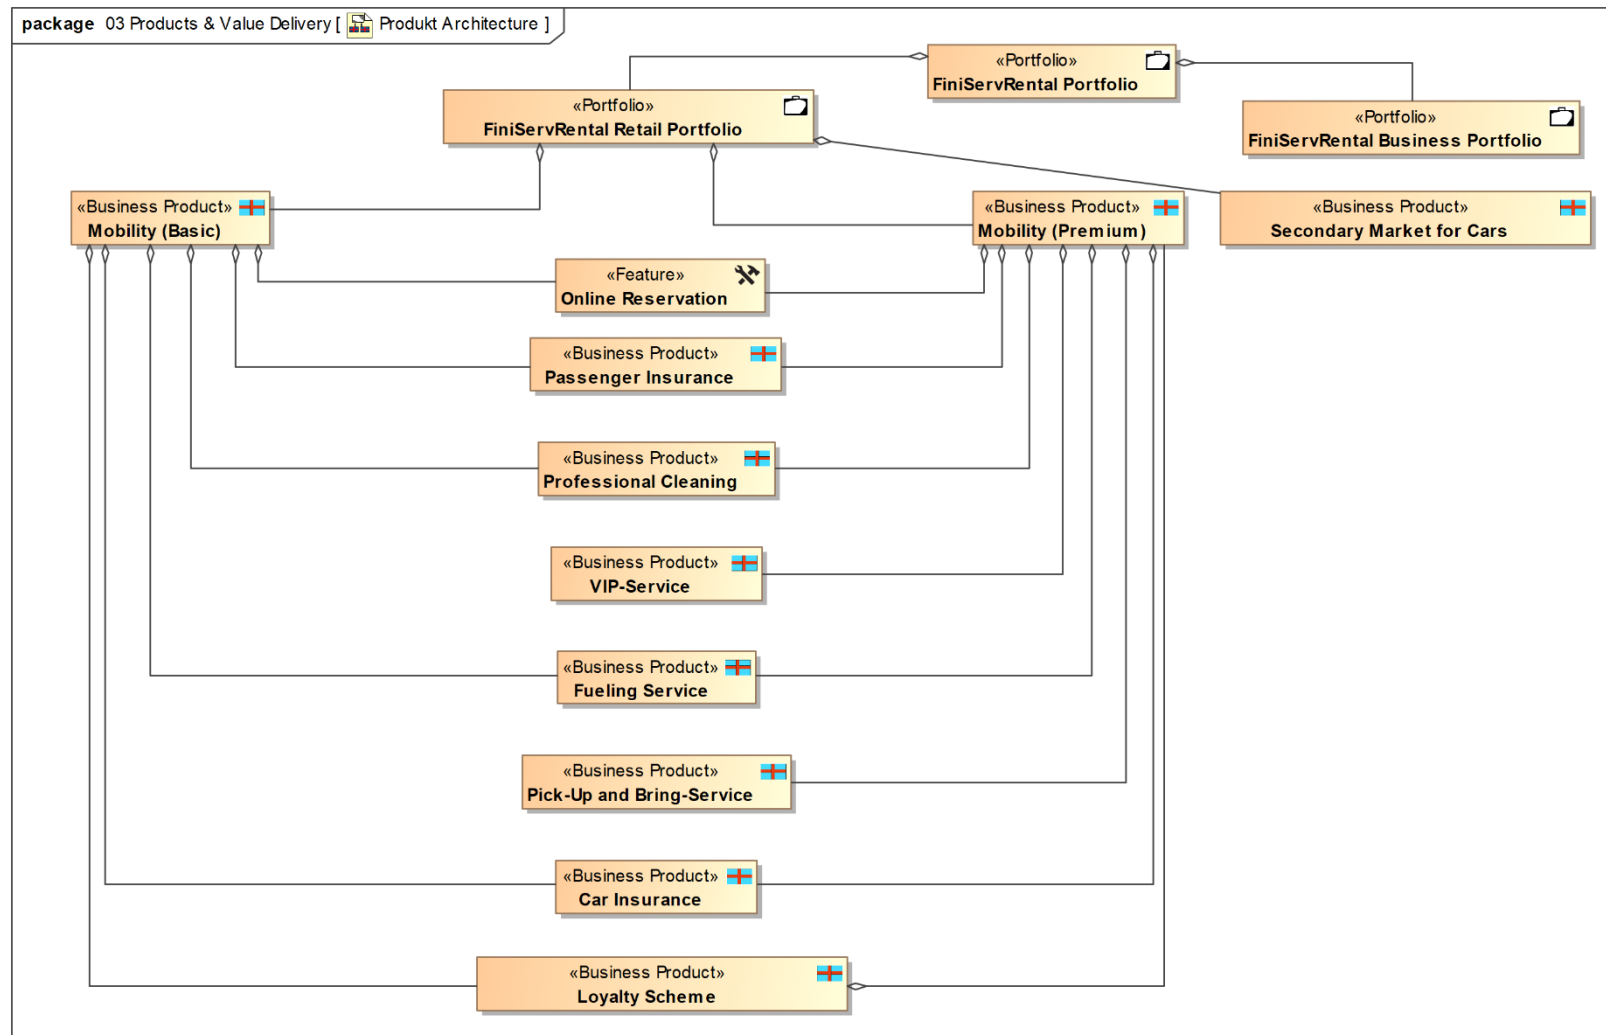 package 03 Products & Value Delivery [ Produkt Architecture ]
«Portfolio»
FiniServRental Portfolio
«Portfolio»
FiniServRental Retail Portfolio
«Portfolio»
FiniServRental Business Portfolio
«Business Product»
Mobility (Basic)
«Business Product»
Mobility (Premium)
«Business Product»
Secondary Market for Cars
«Feature»
Online Reservation
«Business Product»
Passenger Insurance
«Business Product»
Professional Cleaning
«Business Product»
VIP-Service
«Business Product»
Fueling Service
«Business Product»
Pick-Up and Bring-Service
«Business Product»
Car Insurance
«Business Product»
Loyalty Scheme